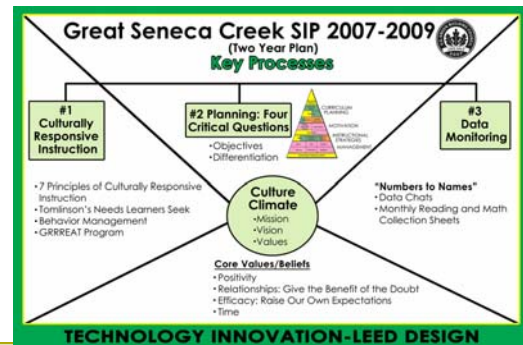 Great Seneca Creek SIP 2007-2009
(Two Year Plan)
Key Processes
#1
Culturally
Responsive
Instruction
#2 Planning: Four
Critical Questions
•Objectives
•Differentiation
CURRICULUM
PLANNING
MOTIVATION
INSTRUCTIONAL
STRATEGIES
MANAGEMENT
#3
Data
Monitoring
•7 Principles of Culturally Responsive
Instruction
•Tomlinson's Needs Learners Seek
•Behavior Management
•GRRREAT Program
Culture
Climate
•Mission
•Vision
•Values
"Numbers to Names"
•Data Chats
•Monthly Reading and Math
Collection Sheets
Core Values/Beliefs
•Positivity
•Relationships: Give the Benefit of the Doubt
•Efficacy: Raise Our Own Expectations
•Time
TECHNOLOGY INNOVATION-LEED DESIGN